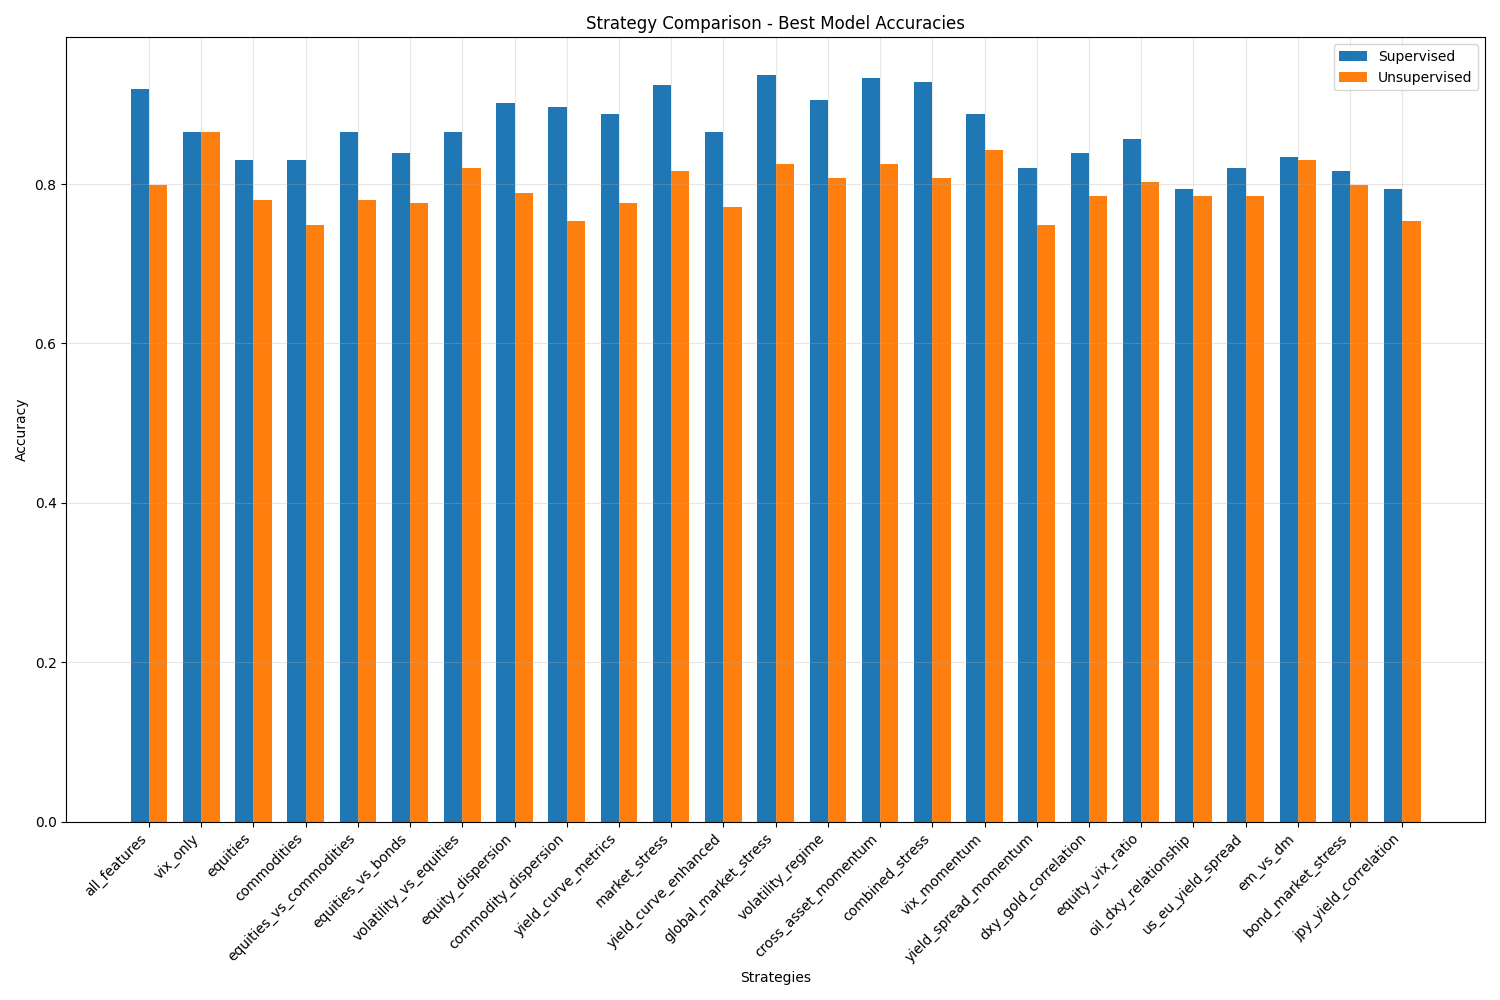 Strategy Comparison - Best Model Accuracies
Supervised
Unsupervised
Accuracy
0.8
0.6
0.4
0.2
0.0
all_features
vix_only
equities
commodities
equities_vs_commodities
equities_vs_bonds
volatility_vs_equities
equity_dispersion
commodity_dispersion
yield_curve_metrics
market_stress
yield_curve_enhanced
global_market_stress
volatility_regime
cross_asset_momentum
combined_stress
vix_momentum
yield_spread_momentum
dxy_gold_correlation
equity_vix_ratio
oil_dxy_relationship
us_eu_yield_spread
em_vs_dm
bond_market_stress
jpy_yield_correlation
Strategies